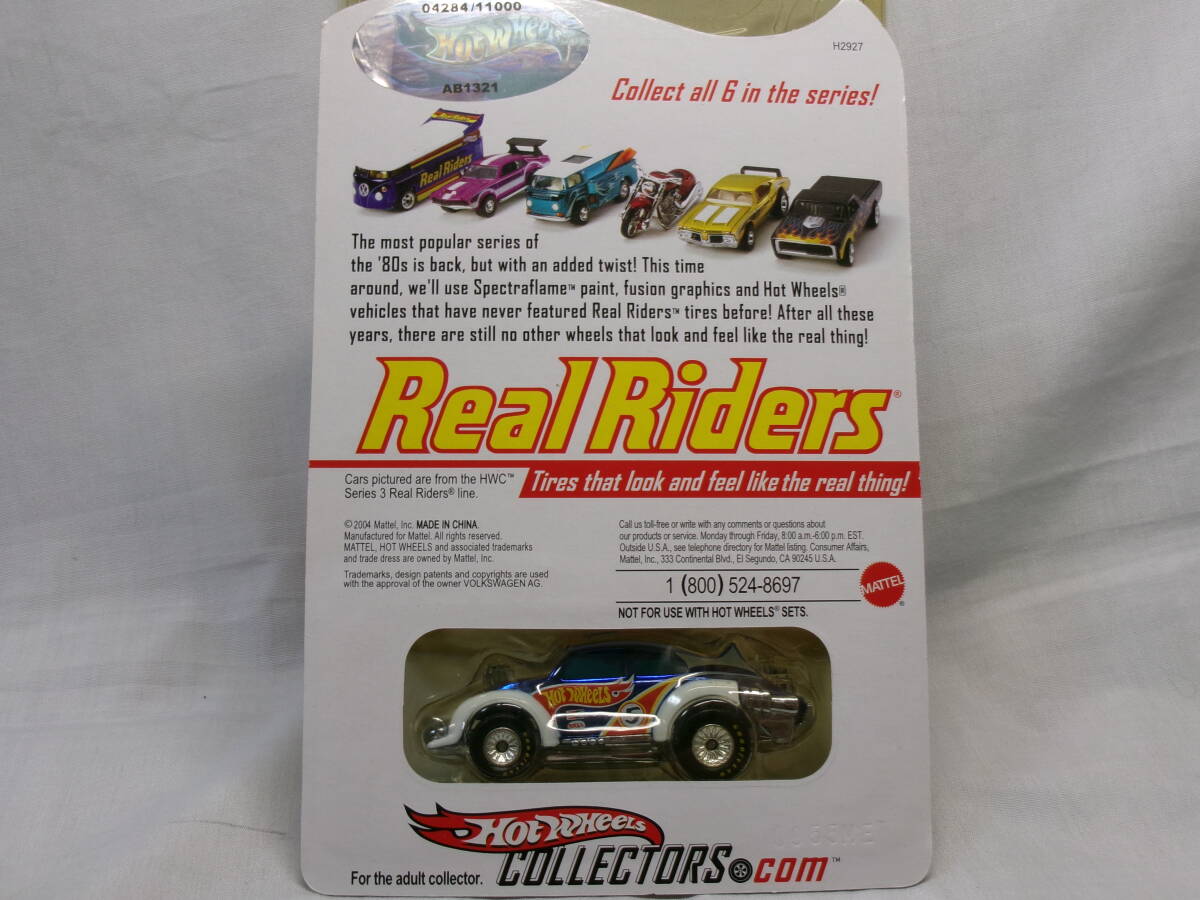 04284/11000
Hot Wheels
AB1321
H2927
Collect all 6 in the series!
Real Riders
The most popular series of
the '80s is back, but with an added twist! This time
around, we'll use Spectraflame™ paint, fusion graphics and Hot Wheels®
vehicles that have never featured Real Riders™ tires before! After all these
years, there are still no other wheels that look and feel like the real thing!
Real Riders®
Cars pictured are from the HWC™
Series 3 Real Riders® line.
Tires that look and feel like the real thing!
© 2004 Mattel, Inc. MADE IN CHINA.
Manufactured for Mattel. All rights reserved.
MATTEL, HOT WHEELS and associated trademarks
and trade dress are owned by Mattel, Inc.
Trademarks, design patents and copyrights are used
with the approval of the owner VOLKSWAGEN AG.
Call us toll-free or write with any comments or questions about
our products or service. Monday through Friday, 8:00 a.m.-6:00 p.m. EST.
Outside U.S.A., see telephone directory for Mattel listing. Consumer Affairs,
Mattel, Inc., 333 Continental Blvd., El Segundo, CA 90245 U.S.A.
1 (800) 524-8697
MATTEL®
NOT FOR USE WITH HOT WHEELS® SETS.
Hot Wheels
5
Hot Wheels
COLLECTORS.com™
For the adult collector.